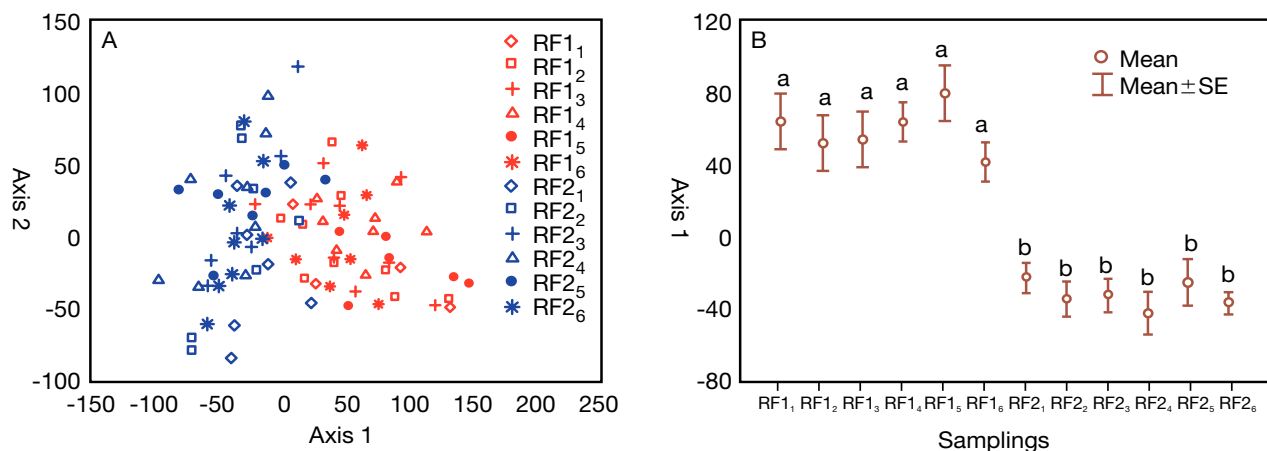 A
150
100
50
0
-50
-100
Axis 2
-150 -100 -50 0 50 100 150 200 250
Axis 1
RF1₁
RF1₂
RF1₃
RF1₄
RF1₅
RF1₆
RF2₁
RF2₂
RF2₃
RF2₄
RF2₅
RF2₆
B
120
80
40
0
-40
-80
Axis 1
a a a a a a b b b b b b
Mean
Mean±SE
RF1₁ RF1₂ RF1₃ RF1₄ RF1₅ RF1₆ RF2₁ RF2₂ RF2₃ RF2₄ RF2₅ RF2₆
Samplings